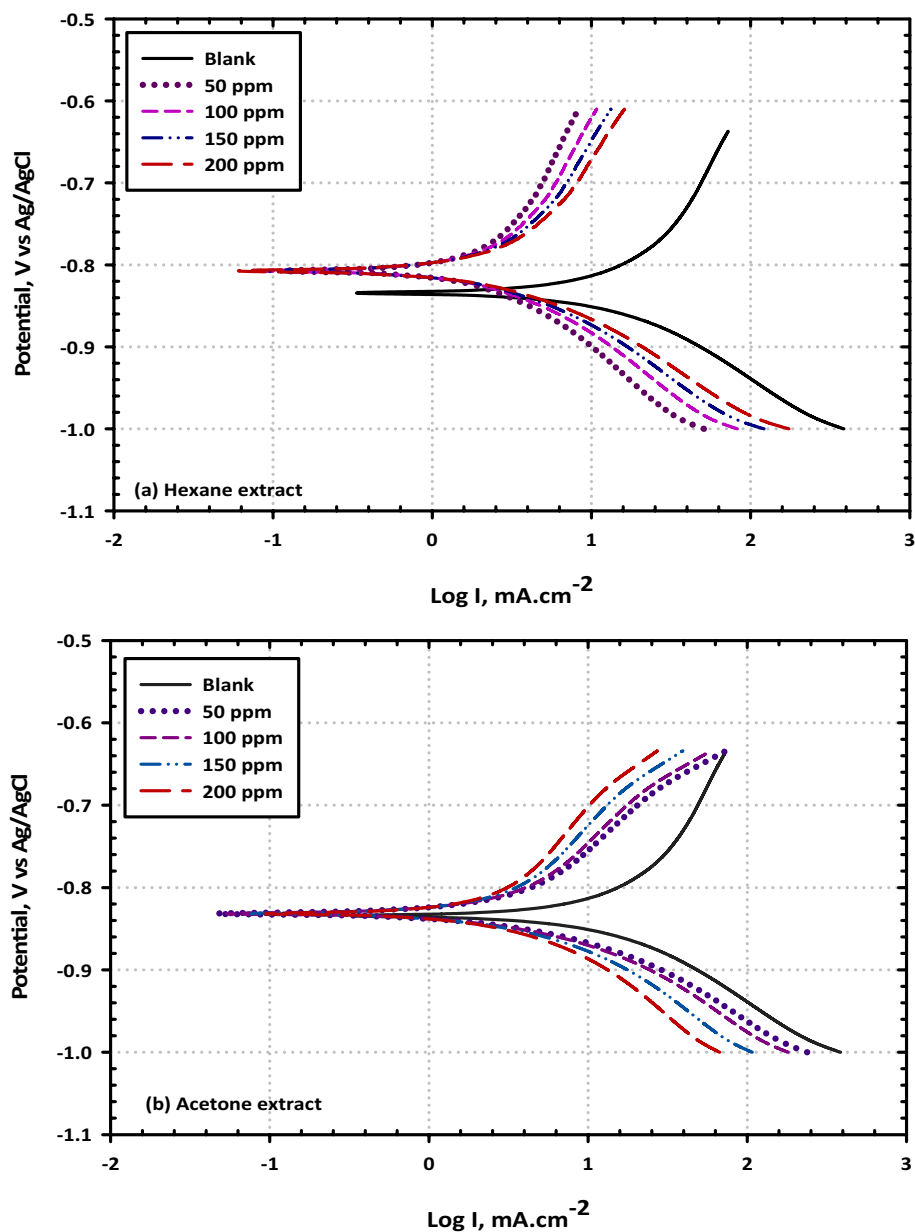 -0.5
-0.6
-0.7
-0.8
-0.9
-1.0
-1.1
Potential, V vs Ag/AgCl
Blank
50 ppm
100 ppm
150 ppm
200 ppm
(a) Hexane extract
-2 -1 0 1 2 3
Log I, mA.cm-2
-0.5
-0.6
-0.7
-0.8
-0.9
-1.0
-1.1
Potential, V vs Ag/AgCl
Blank
50 ppm
100 ppm
150 ppm
200 ppm
(b) Acetone extract
-2 -1 0 1 2 3
Log I, mA.cm-2